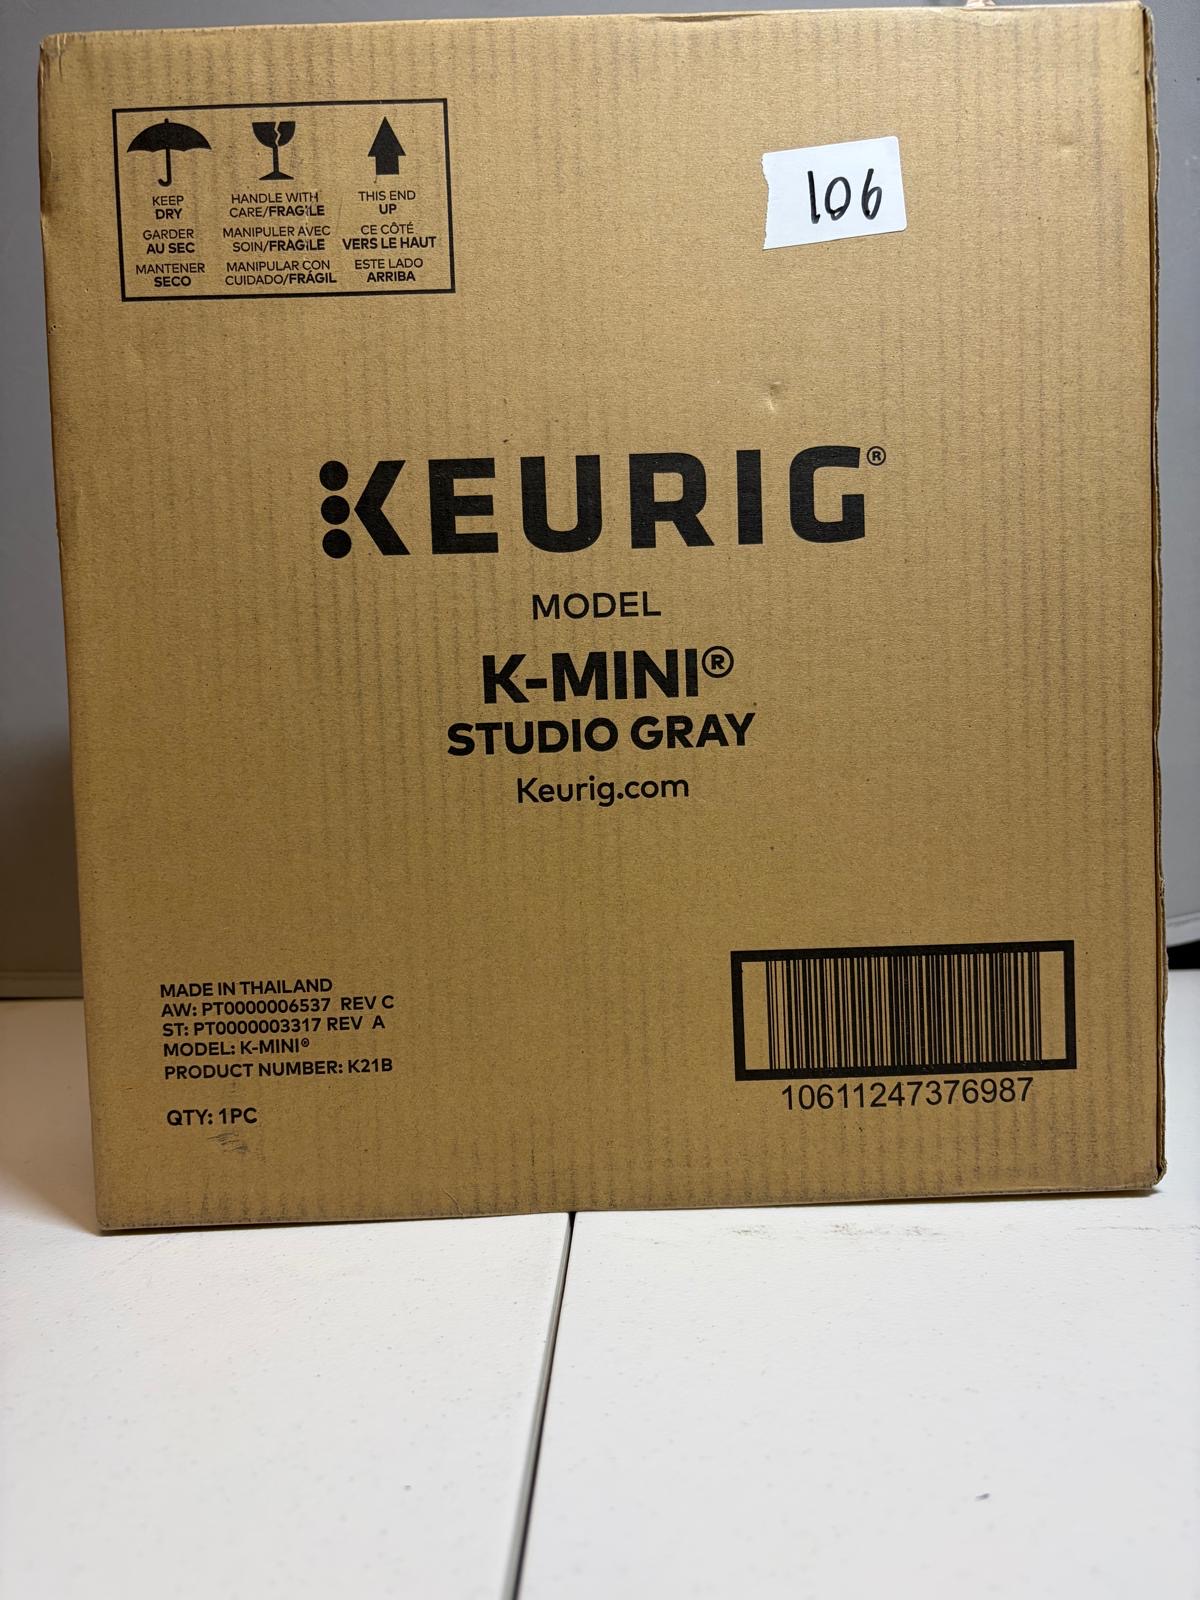 KEEP
DRY
GARDER
AU SEC
MANTENER
SECO
HANDLE WITH
CARE/FRAGILE
MANIPULER AVEC
SOIN/FRAGILE
MANIPULAR CON
CUIDADO/FRÁGIL
THIS END
UP
CE CÔTÉ
VERS LE HAUT
ESTE LADO
ARRIBA
106
KEURIG®
MODEL
K-MINI®
STUDIO GRAY
Keurig.com
MADE IN THAILAND
AW: PT0000006537 REV C
ST: PT0000003317 REV A
MODEL: K-MINI®
PRODUCT NUMBER: K21B
QTY: 1PC
10611247376987